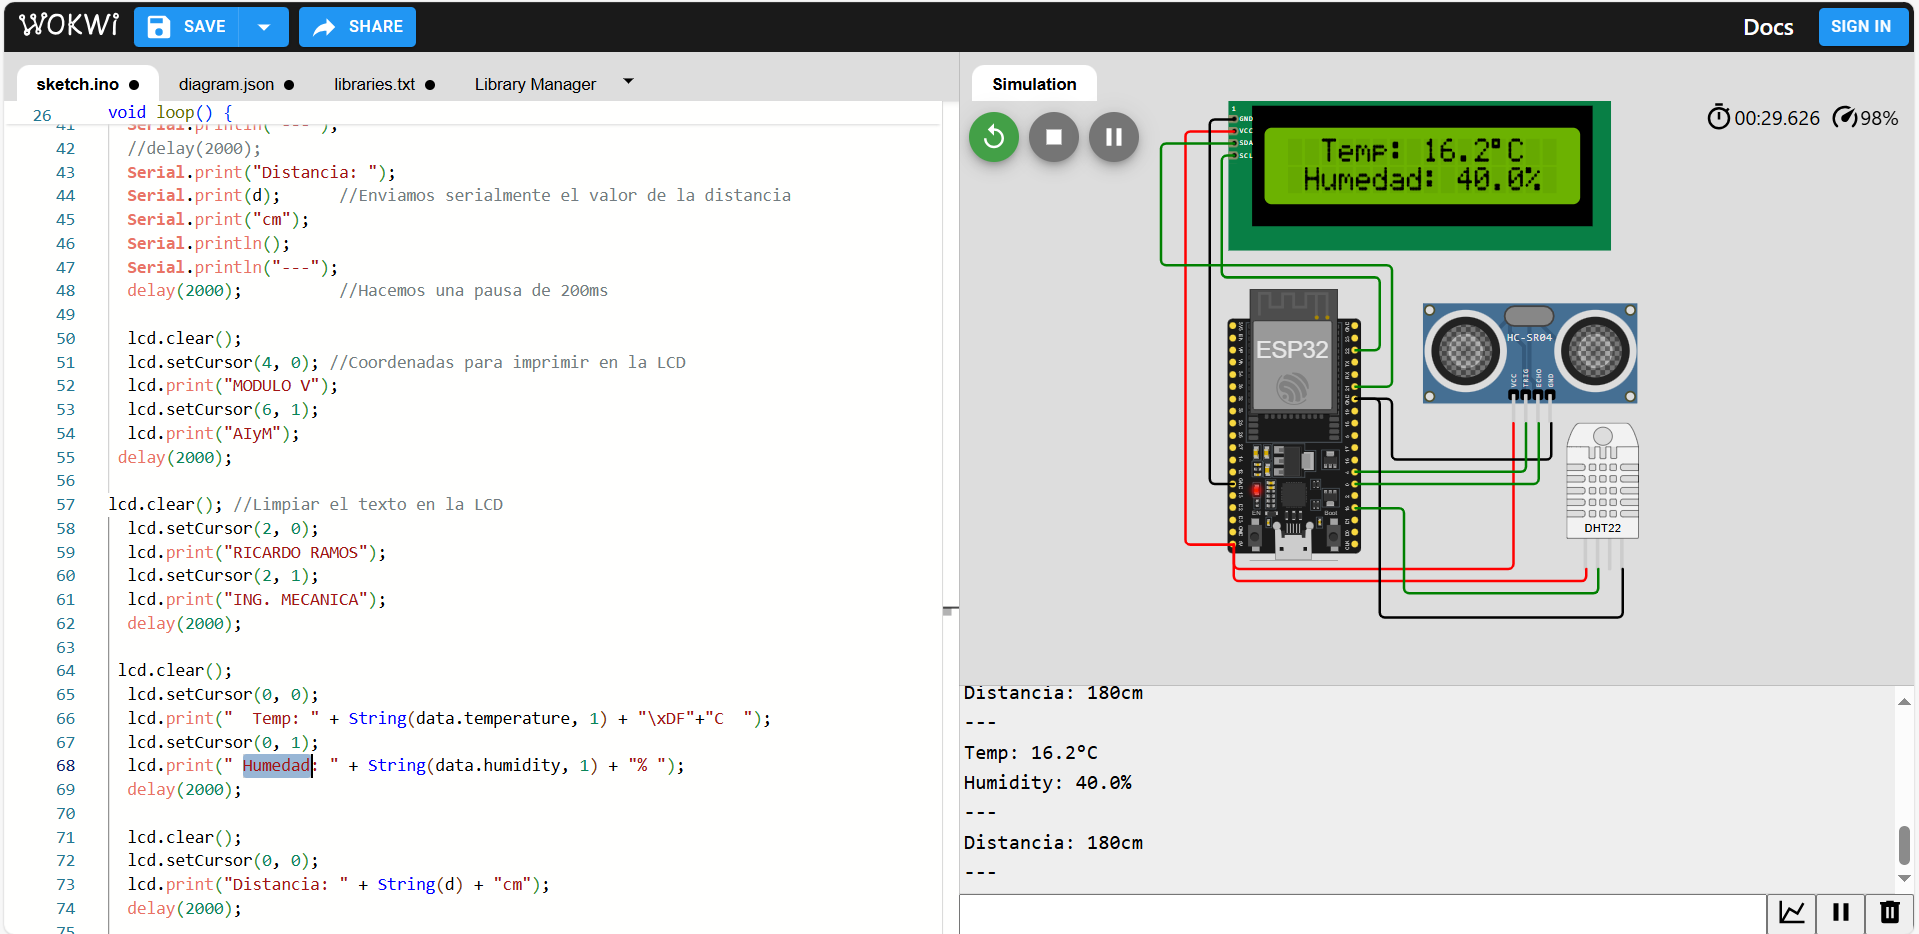 WOKWi SAVE SHARE Docs SIGN IN
sketch.ino ● diagram.json ● libraries.txt ● Library Manager
Simulation
26 void loop() {
41 Serial.println("---");
42 //delay(2000);
43 Serial.print("Distancia: ");
44 Serial.print(d); //Enviamos serialmente el valor de la distancia
45 Serial.print("cm");
46 Serial.println();
47 Serial.println("---");
48 delay(2000); //Hacemos una pausa de 200ms
49
50 lcd.clear();
51 lcd.setCursor(4, 0); //Coordenadas para imprimir en la LCD
52 lcd.print("MODULO V");
53 lcd.setCursor(6, 1);
54 lcd.print("AIyM");
55 delay(2000);
56
57 lcd.clear(); //Limpiar el texto en la LCD
58 lcd.setCursor(2, 0);
59 lcd.print("RICARDO RAMOS");
60 lcd.setCursor(2, 1);
61 lcd.print("ING. MECANICA");
62 delay(2000);
63
64 lcd.clear();
65 lcd.setCursor(0, 0);
66 lcd.print("  Temp: " + String(data.temperature, 1) + "\xDF"+"C  ");
67 lcd.setCursor(0, 1);
68 lcd.print(" Humedad: " + String(data.humidity, 1) + "% ");
69 delay(2000);
70
71 lcd.clear();
72 lcd.setCursor(0, 0);
73 lcd.print("Distancia: " + String(d) + "cm");
74 delay(2000);
75
00:29.626 98%
1
GND
VCC
SDA
SCL
Temp: 16.2°C
Humedad: 40.0%
ESP32
EN Boot
HC-SR04
VCC TRIG ECHO GND
DHT22
Distancia: 180cm
---
Temp: 16.2°C
Humidity: 40.0%
---
Distancia: 180cm
---